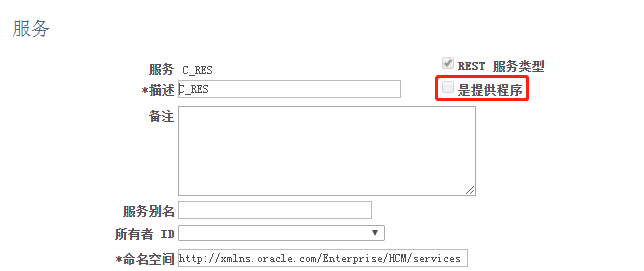 服务
服务 C_RES
REST 服务类型
*描述 C_RES
是提供程序
备注
服务别名
所有者 ID
*命名空间 http://xmlns.oracle.com/Enterprise/HCM/services